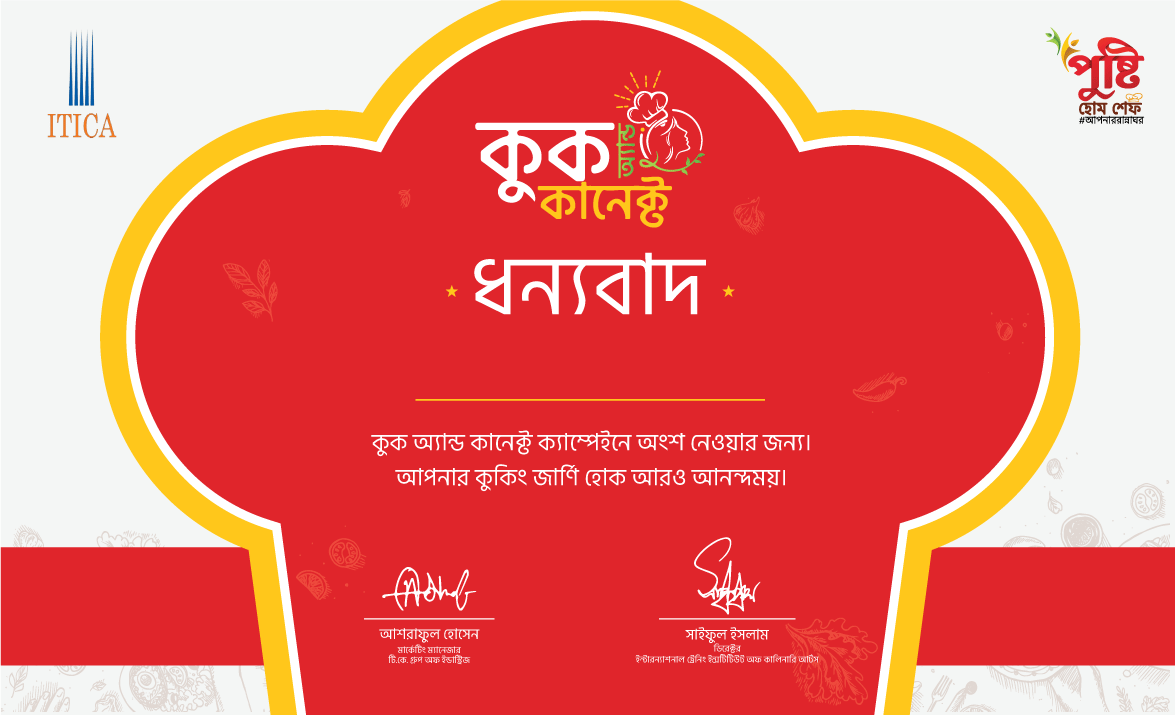 ITICA
পুষ্টি
হোম শেফ
#আপনাররান্নাঘর
কুক
অ্যান্ড
কানেক্ট
ধন্যবাদ
কুক অ্যান্ড কানেক্ট ক্যাম্পেইনে অংশ নেওয়ার জন্য।
আপনার কুকিং জার্ণি হোক আরও আনন্দময়।
আশরাফুল হোসেন
মার্কেটিং ম্যানেজার
টি.কে. গ্রুপ অফ ইন্ডাস্ট্রিজ
সাইফুল ইসলাম
ডিরেক্টর
ইন্টারন্যাশনাল ট্রেনিং ইন্সটিটিউট অফ কালিনারি আর্টস